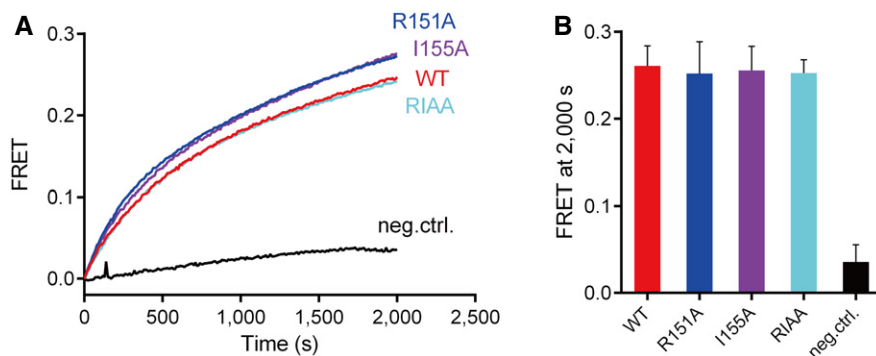 A
R151A
I155A
WT
RIAA
neg.ctrl.
FRET
0.3
0.2
0.1
0.0
0 500 1,000 1,500 2,000 2,500
Time (s)
B
FRET at 2,000 s
0.3
0.2
0.1
0.0
WT R151A I155A RIAA neg.ctrl.